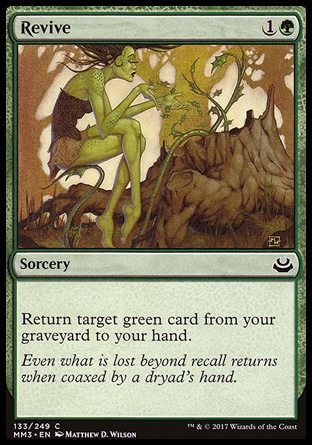 Revive 1
Sorcery
Return target green card from your
graveyard to your hand.
Even what is lost beyond recall returns
when coaxed by a dryad's hand.
133/249 C
MM3 • EN Matthew D. Wilson ™ & © 2017 Wizards of the Coast